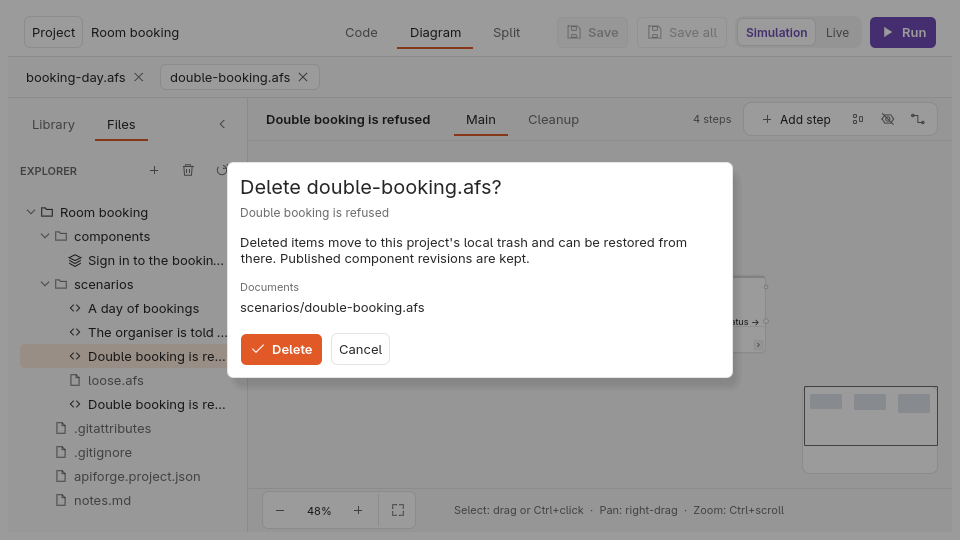 Project Room booking Code Diagram Split Save Save all Simulation Live Run
booking-day.afs double-booking.afs
Library Files
Double booking is refused Main Cleanup 4 steps Add step
EXPLORER
Room booking
components
Sign in to the bookin...
scenarios
A day of bookings
The organiser is told ...
Double booking is re...
loose.afs
Double booking is re...
.gitattributes
.gitignore
apiforge.project.json
notes.md
Delete double-booking.afs?
Double booking is refused
Deleted items move to this project's local trash and can be restored from
there. Published component revisions are kept.
Documents
scenarios/double-booking.afs
Delete Cancel
48% Select: drag or Ctrl+click · Pan: right-drag · Zoom: Ctrl+scroll